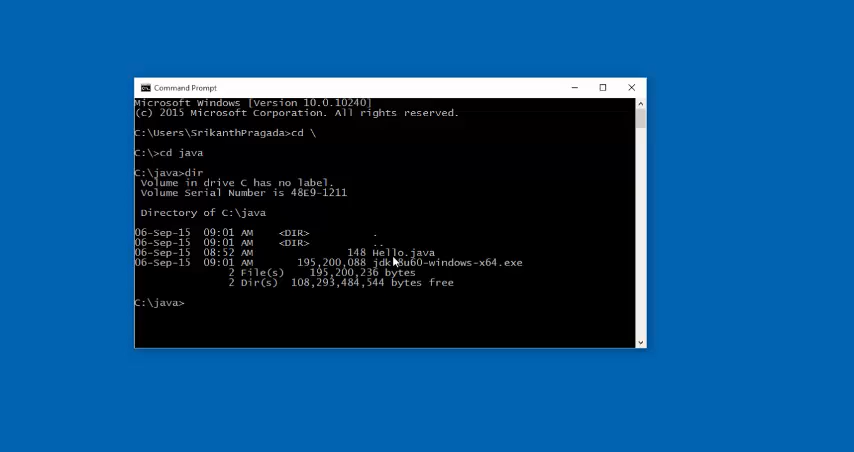 Command Prompt
Microsoft Windows [Version 10.0.10240]
(c) 2015 Microsoft Corporation. All rights reserved.
C:\Users\SrikanthPragada>cd \
C:\>cd java
C:\java>dir
Volume in drive C has no label.
Volume Serial Number is 48E9-1211
Directory of C:\java
06-Sep-15 09:01 AM <DIR> .
06-Sep-15 09:01 AM <DIR> ..
06-Sep-15 08:52 AM 148 Hello.java
06-Sep-15 09:01 AM 195,200,088 jdk-8u60-windows-x64.exe
2 File(s) 195,200,236 bytes
2 Dir(s) 108,293,484,544 bytes free
C:\java>